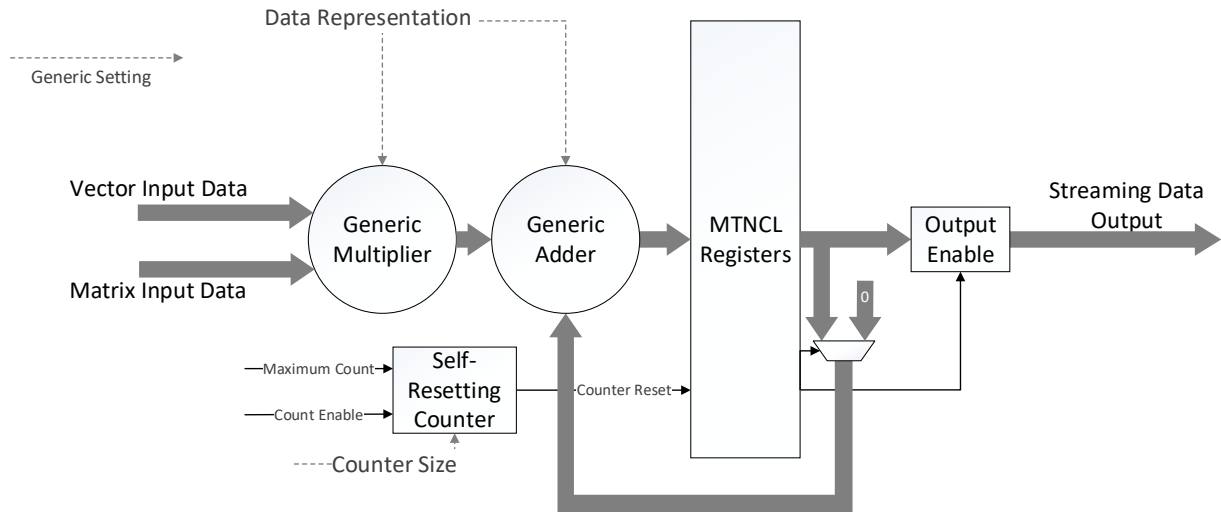 Data Representation
Generic Setting
Vector Input Data
Matrix Input Data
Generic
Multiplier
Generic
Adder
MTNCL
Registers
Output
Enable
Streaming Data
Output
0
Maximum Count
Count Enable
Self-
Resetting
Counter
Counter Reset
Counter Size